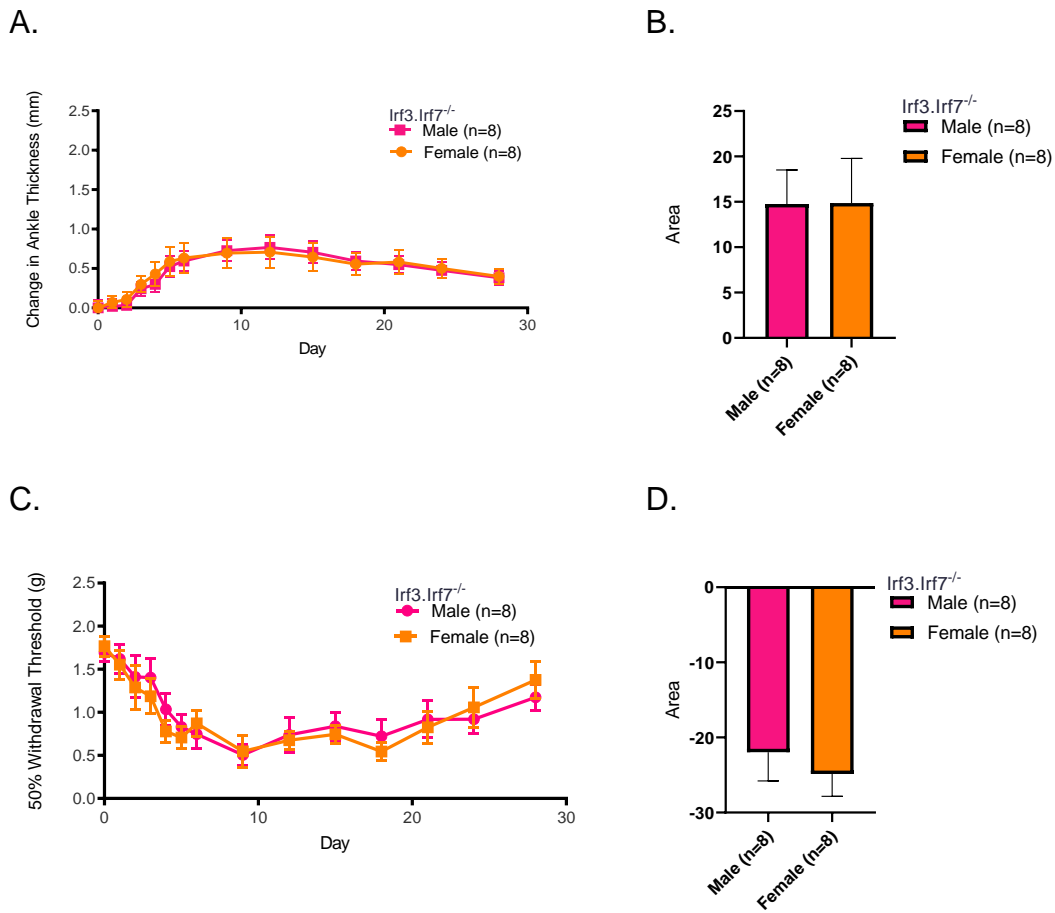 A.
Change in Ankle Thickness (mm)
2.5
2.0
1.5
1.0
0.5
0.0
0
10
20
30
Day
Irf3.Irf7-/-
Male (n=8)
Female (n=8)
B.
Area
25
20
15
10
5
0
Male (n=8)
Female (n=8)
Irf3.Irf7-/-
Male (n=8)
Female (n=8)
C.
50% Withdrawal Threshold (g)
2.5
2.0
1.5
1.0
0.5
0.0
0
10
20
30
Day
Irf3.Irf7-/-
Male (n=8)
Female (n=8)
D.
Area
0
-10
-20
-30
Male (n=8)
Female (n=8)
Irf3.Irf7-/-
Male (n=8)
Female (n=8)